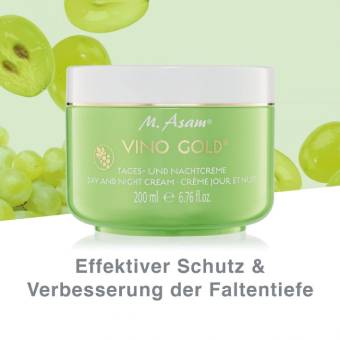 M. Asam®
VINO GOLD®
TAGES- UND NACHTCREME
DAY AND NIGHT CREAM · CRÈME JOUR ET NUIT
200 ml e 6.76 fl.oz.
Effektiver Schutz &
Verbesserung der Faltentiefe